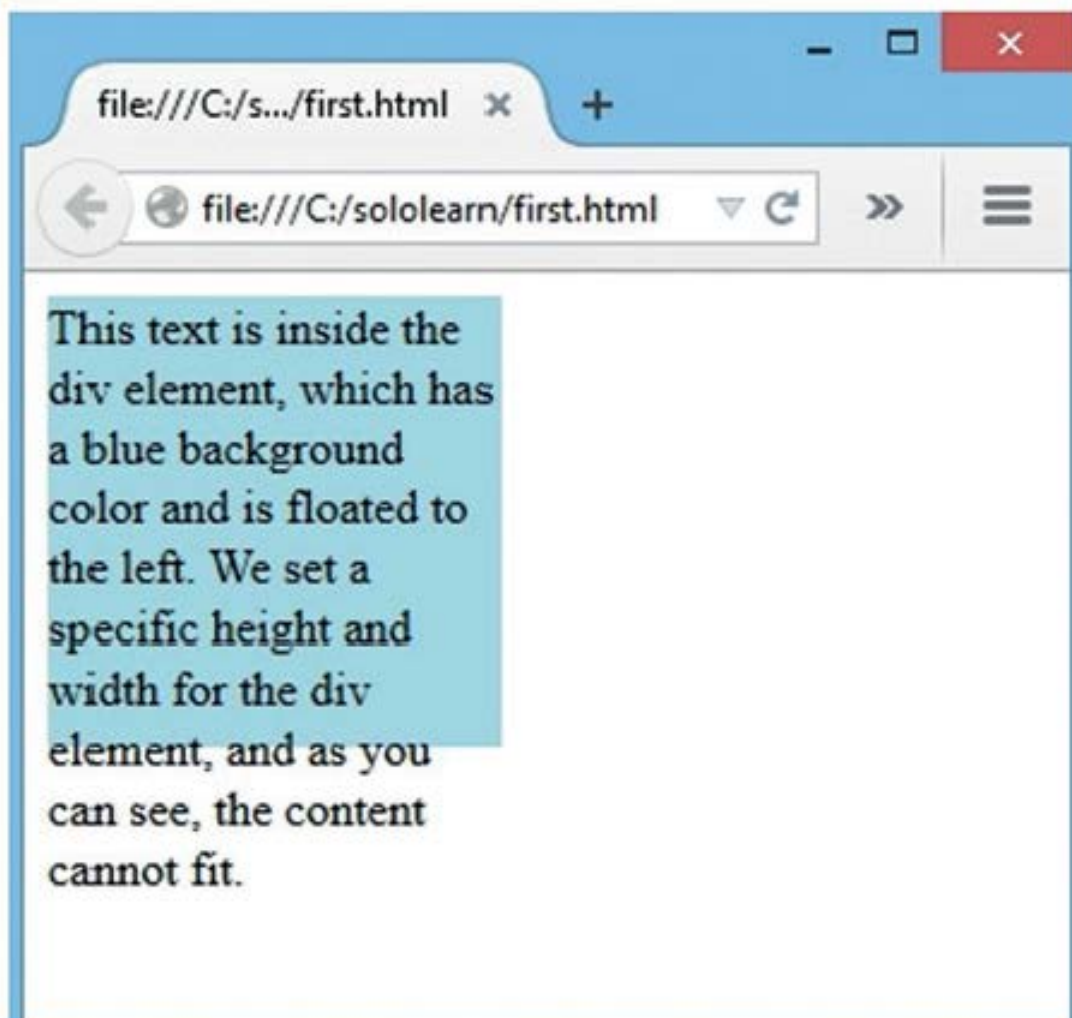 file:///C:/s.../first.html
file:///C:/sololearn/first.html
This text is inside the
div element, which has
a blue background
color and is floated to
the left. We set a
specific height and
width for the div
element, and as you
can see, the content
cannot fit.